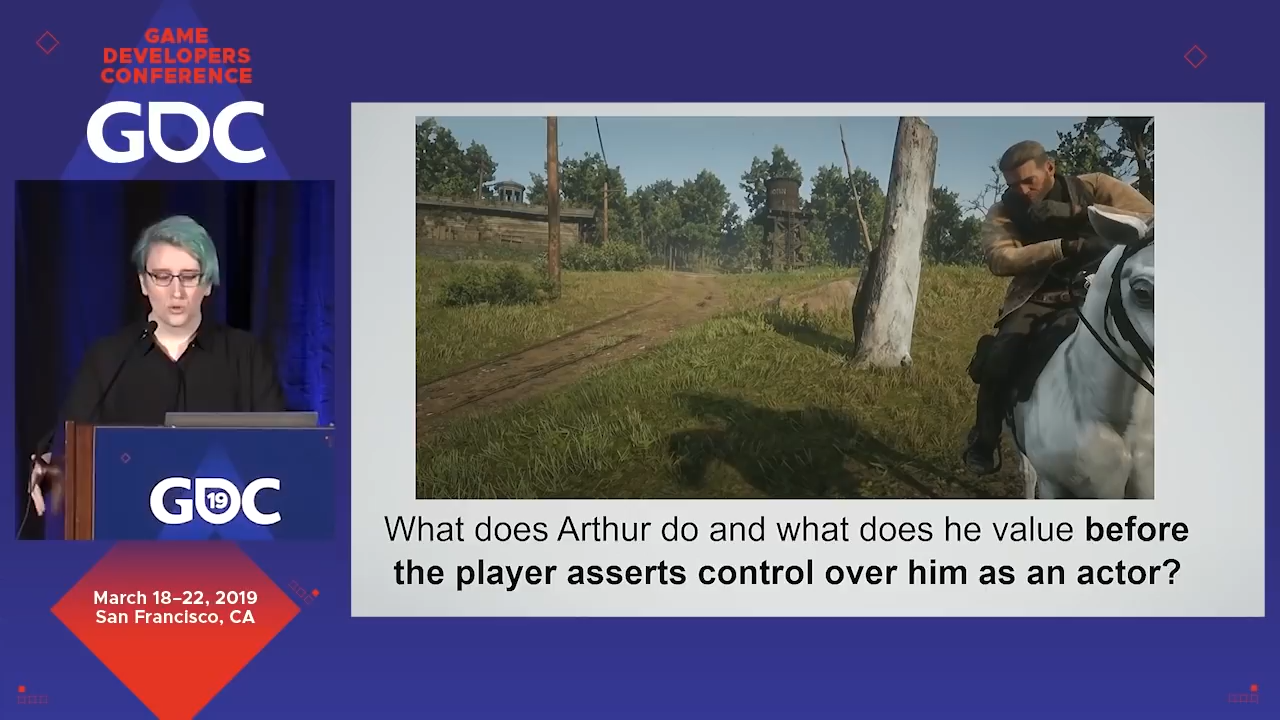 GAME
DEVELOPERS
CONFERENCE
GDC
What does Arthur do and what does he value before
the player asserts control over him as an actor?
GDC
19
March 18–22, 2019
San Francisco, CA